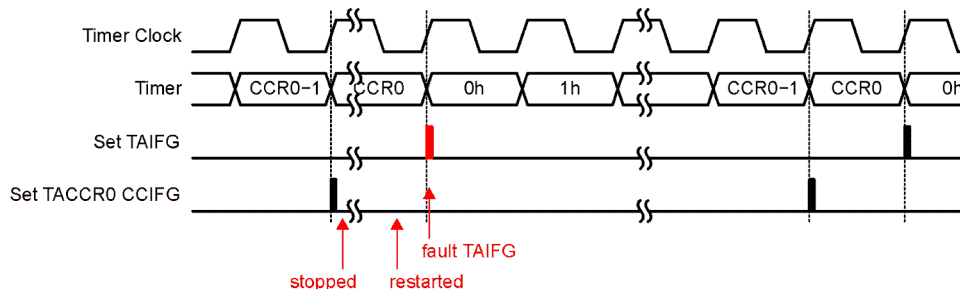 Timer Clock
Timer CCR0−1 CCR0 0h 1h CCR0−1 CCR0 0h
Set TAIFG
Set TACCR0 CCIFG
fault TAIFG
stopped restarted